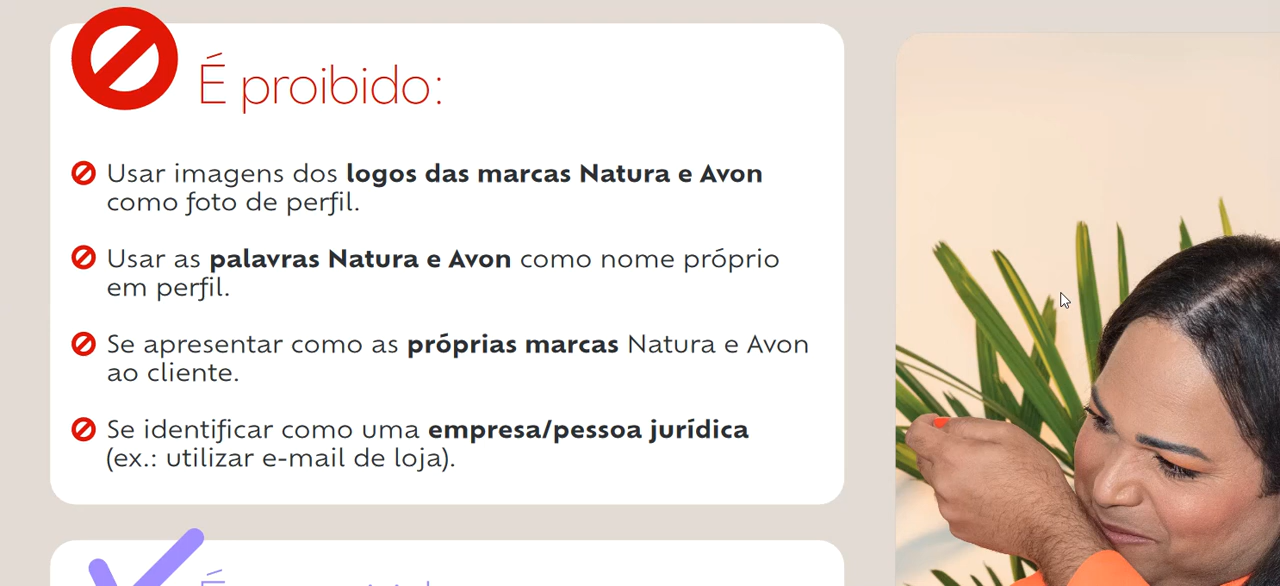 É proibido:
Usar imagens dos logos das marcas Natura e Avon
como foto de perfil.
Usar as palavras Natura e Avon como nome próprio
em perfil.
Se apresentar como as próprias marcas Natura e Avon
ao cliente.
Se identificar como uma empresa/pessoa jurídica
(ex.: utilizar e-mail de loja).
É